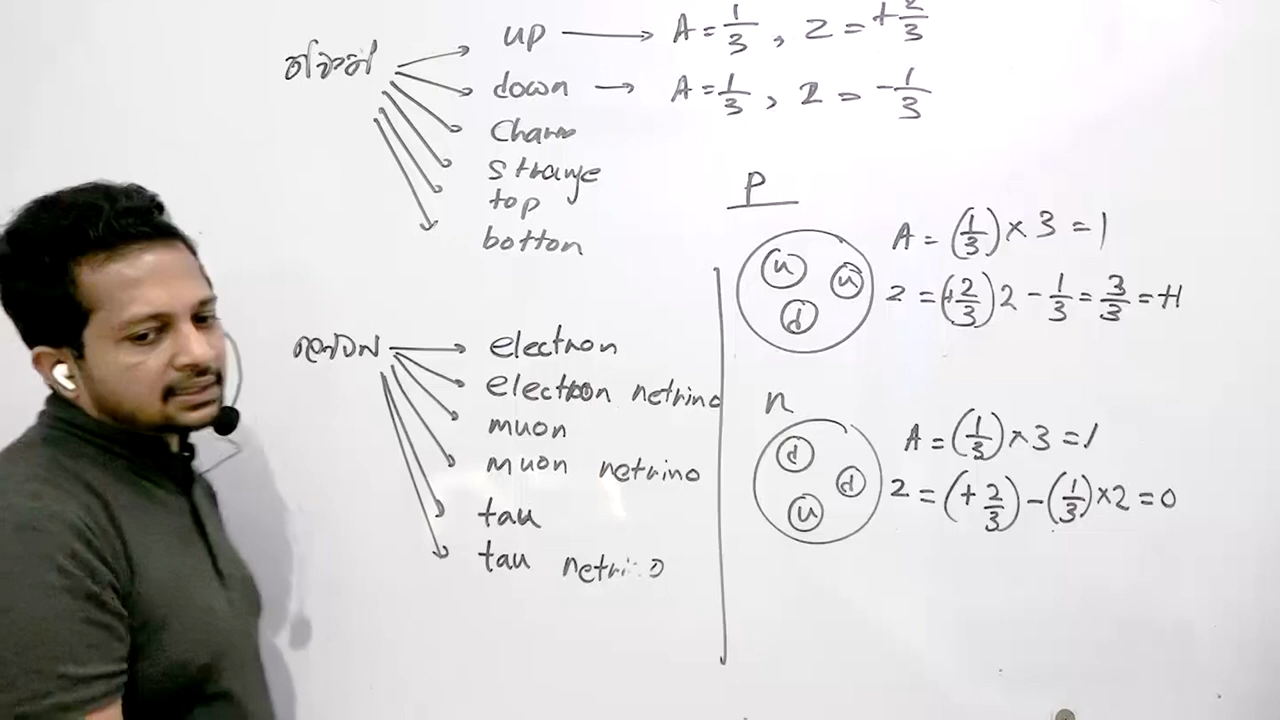 ක්වාක් up → A = 1/3 , Z = +2/3
down → A = 1/3 , Z = -1/3
Charm
strange
top
botton
electron
electron netrino
muon
muon netrino
tau
tau netrino
P
u u d
A = (1/3) × 3 = 1
Z = (+2/3) 2 - 1/3 = 3/3 = +1
n
d d u
A = (1/3) × 3 = 1
Z = (+2/3) - (1/3) × 2 = 0